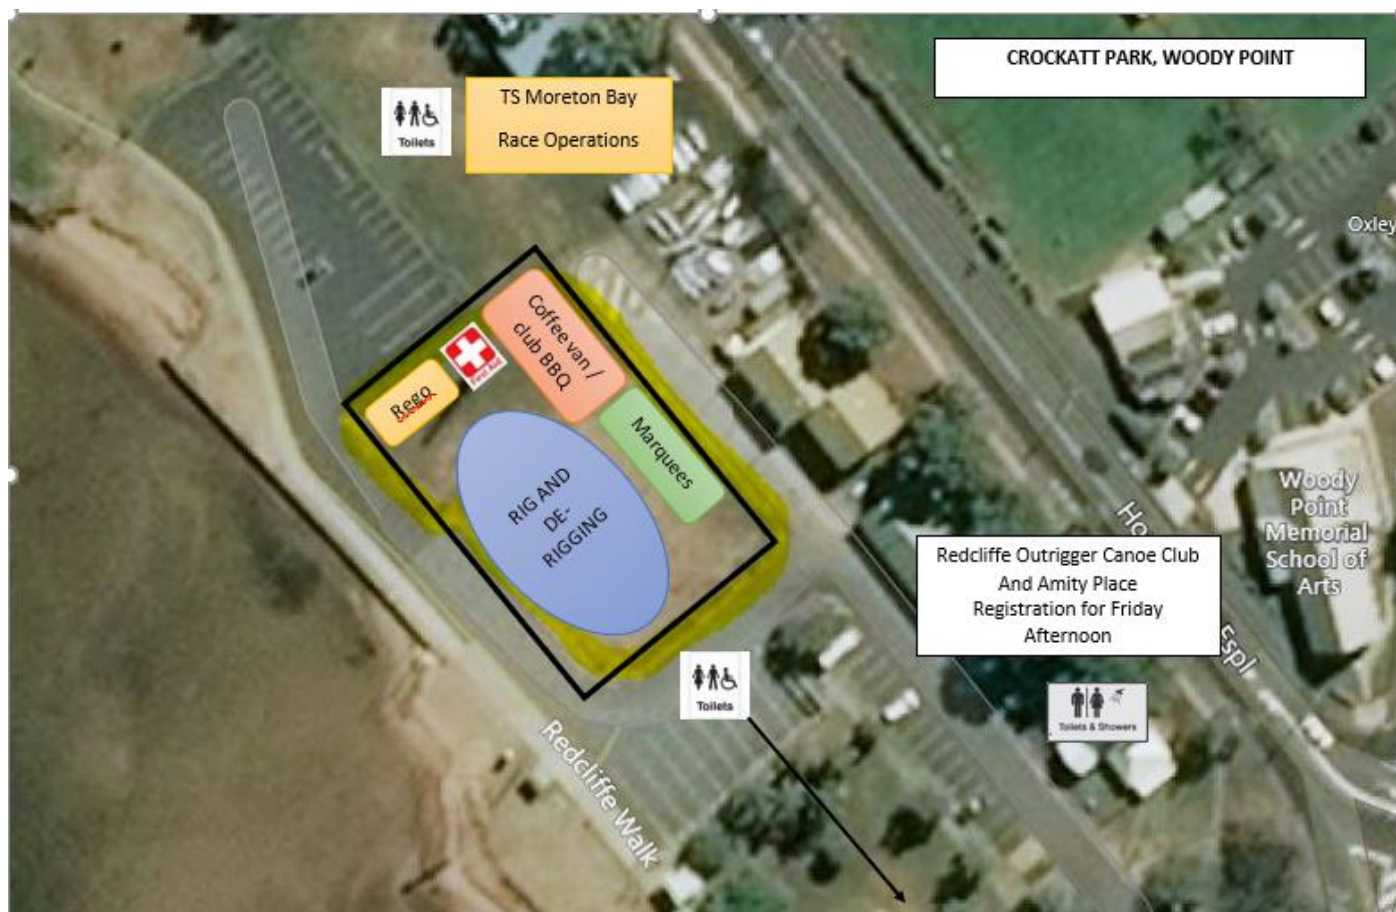 CROCKATT PARK, WOODY POINT
TS Moreton Bay
Race Operations
Toilets
Oxley
Coffee van /
club BBQ
First Aid
Rego
Marquees
RIG AND
DE-
RIGGING
Woody
Point
Memorial
School of
Arts
Ho
Espl
Redcliffe Outrigger Canoe Club
And Amity Place
Registration for Friday
Afternoon
Toilets
Toilets & Showers
Redcliffe Walk